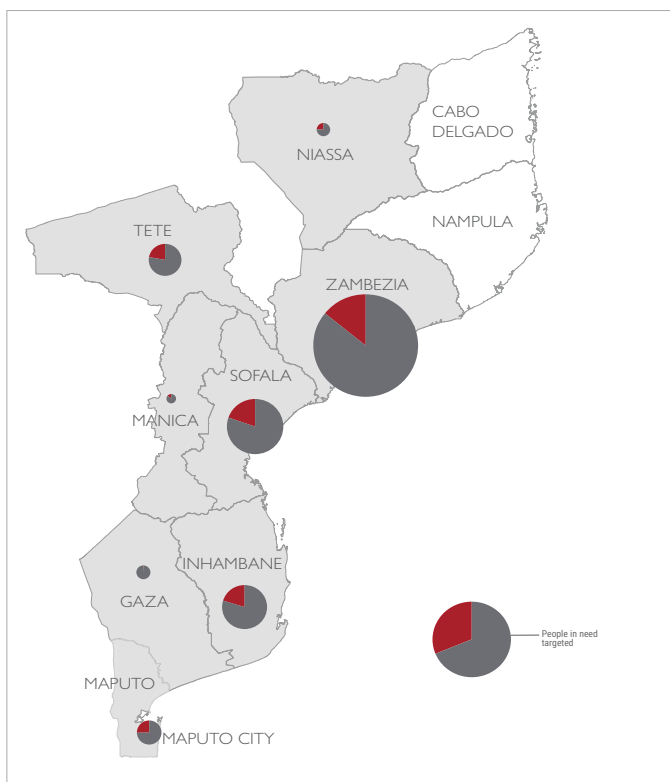 CABO
DELGADO
NIASSA
NAMPULA
TETE
ZAMBEZIA
SOFALA
MANICA
INHAMBANE
GAZA
People in need
targeted
MAPUTO
MAPUTO CITY